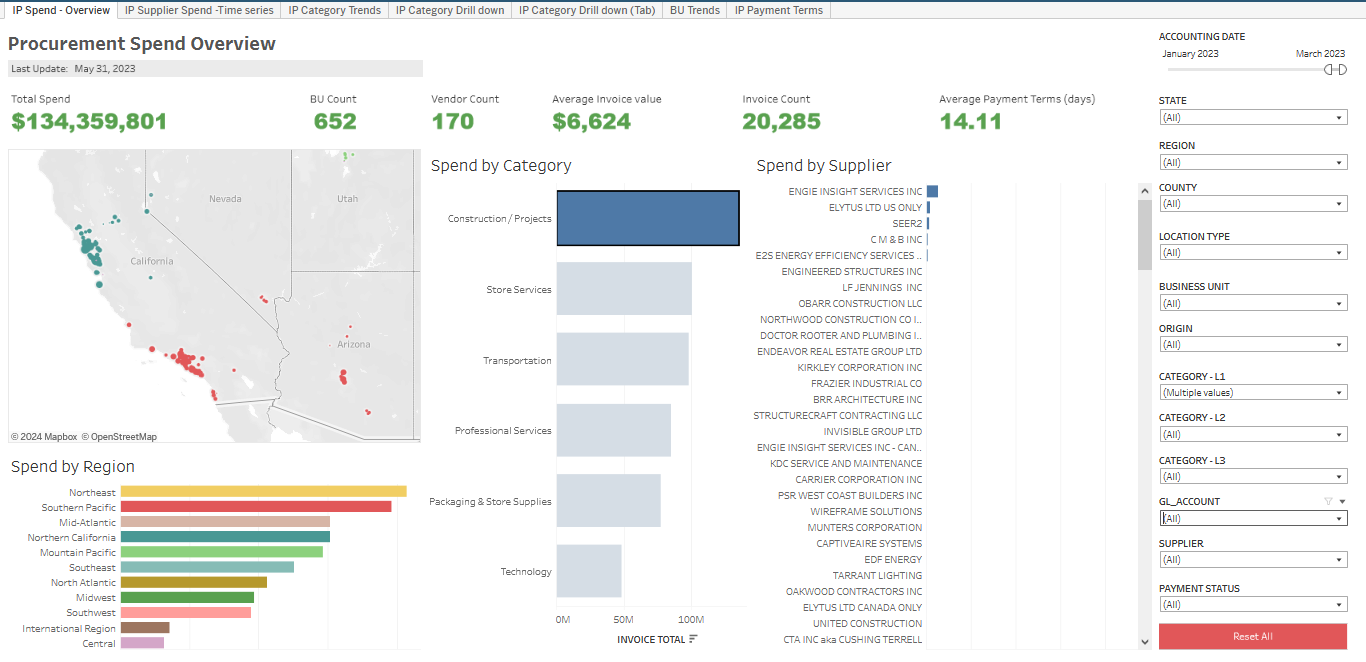 IP Spend - Overview
IP Supplier Spend -Time series
IP Category Trends
IP Category Drill down
IP Category Drill down (Tab)
BU Trends
IP Payment Terms
Procurement Spend Overview
Last Update: May 31, 2023
Total Spend
$134,359,801
BU Count
652
Vendor Count
170
Average Invoice value
$6,624
Invoice Count
20,285
Average Payment Terms (days)
14.11
Nevada
Utah
California
Arizona
© 2024 Mapbox © OpenStreetMap
Spend by Region
Northeast
Southern Pacific
Mid-Atlantic
Northern California
Mountain Pacific
Southeast
North Atlantic
Midwest
Southwest
International Region
Central
Spend by Category
Construction / Projects
Store Services
Transportation
Professional Services
Packaging & Store Supplies
Technology
0M
50M
100M
INVOICE TOTAL
Spend by Supplier
ENGIE INSIGHT SERVICES INC
ELYTUS LTD US ONLY
SEER2
C M & B INC
E2S ENERGY EFFICIENCY SERVICES ..
ENGINEERED STRUCTURES INC
LF JENNINGS INC
OBARR CONSTRUCTION LLC
NORTHWOOD CONSTRUCTION CO I..
DOCTOR ROOTER AND PLUMBING I..
ENDEAVOR REAL ESTATE GROUP LTD
KIRKLEY CORPORATION INC
FRAZIER INDUSTRIAL CO
BRR ARCHITECTURE INC
STRUCTURECRAFT CONTRACTING LLC
INVISIBLE GROUP LTD
ENGIE INSIGHT SERVICES INC - CAN..
KDC SERVICE AND MAINTENANCE
CARRIER CORPORATION INC
PSR WEST COAST BUILDERS INC
WIREFRAME SOLUTIONS
MUNTERS CORPORATION
CAPTIVEAIRE SYSTEMS
EDF ENERGY
TARRANT LIGHTING
OAKWOOD CONTRACTORS INC
ELYTUS LTD CANADA ONLY
UNITED CONSTRUCTION
CTA INC aka CUSHING TERRELL
ACCOUNTING DATE
January 2023
March 2023
STATE
(All)
REGION
(All)
COUNTY
(All)
LOCATION TYPE
(All)
BUSINESS UNIT
(All)
ORIGIN
(All)
CATEGORY - L1
(Multiple values)
CATEGORY - L2
(All)
CATEGORY - L3
(All)
GL_ACCOUNT
(All)
SUPPLIER
(All)
PAYMENT STATUS
(All)
Reset All